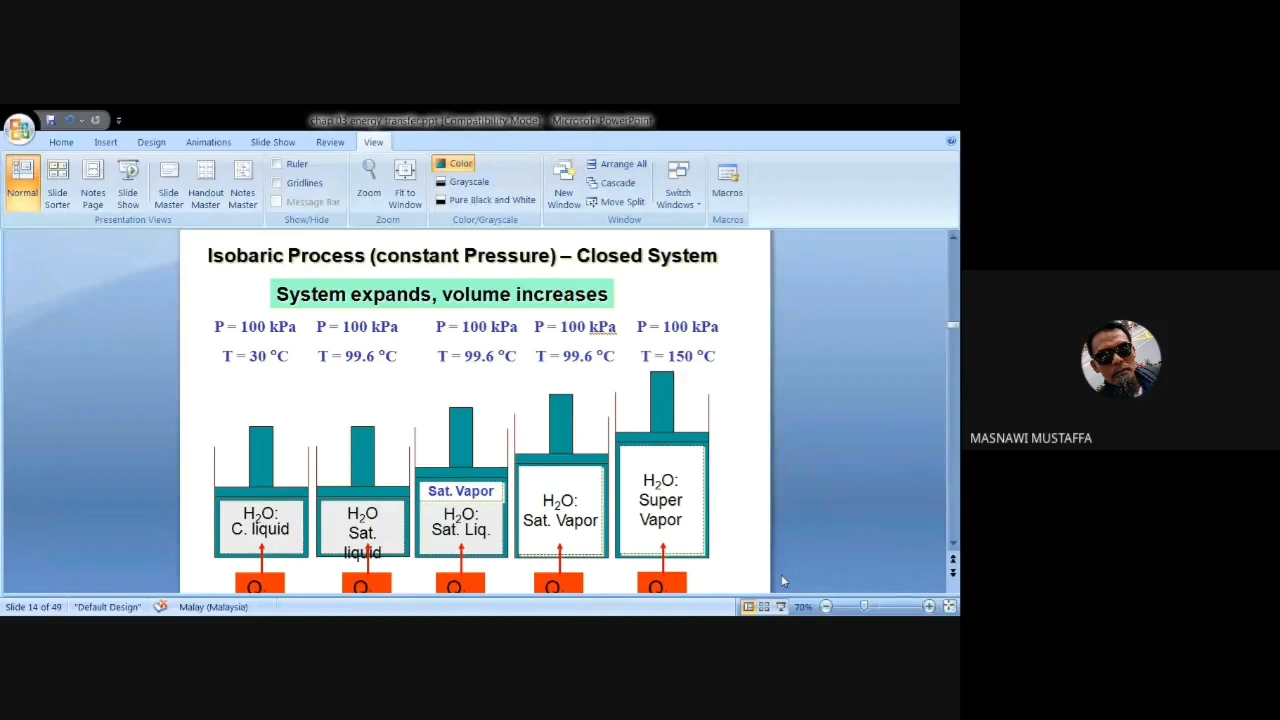 chap 03 energy transfer.ppt [Compatibility Mode] - Microsoft PowerPoint
Home Insert Design Animations Slide Show Review View
Normal Slide Sorter Notes Page Slide Show Slide Master Handout Master Notes Master
Presentation Views
Ruler
Gridlines
Message Bar
Show/Hide
Zoom Fit to Window
Zoom
Color
Grayscale
Pure Black and White
Color/Grayscale
New Window
Arrange All
Cascade
Move Split
Switch Windows
Window
Macros
Macros
Isobaric Process (constant Pressure) – Closed System
System expands, volume increases
P = 100 kPa P = 100 kPa P = 100 kPa P = 100 kPa P = 100 kPa
T = 30 °C T = 99.6 °C T = 99.6 °C T = 99.6 °C T = 150 °C
H2O:
C. liquid
H2O
Sat.
liquid
Sat. Vapor
H2O:
Sat. Liq.
H2O:
Sat. Vapor
H2O:
Super
Vapor
MASNAWI MUSTAFFA
Slide 14 of 49 "Default Design" Malay (Malaysia) 70%